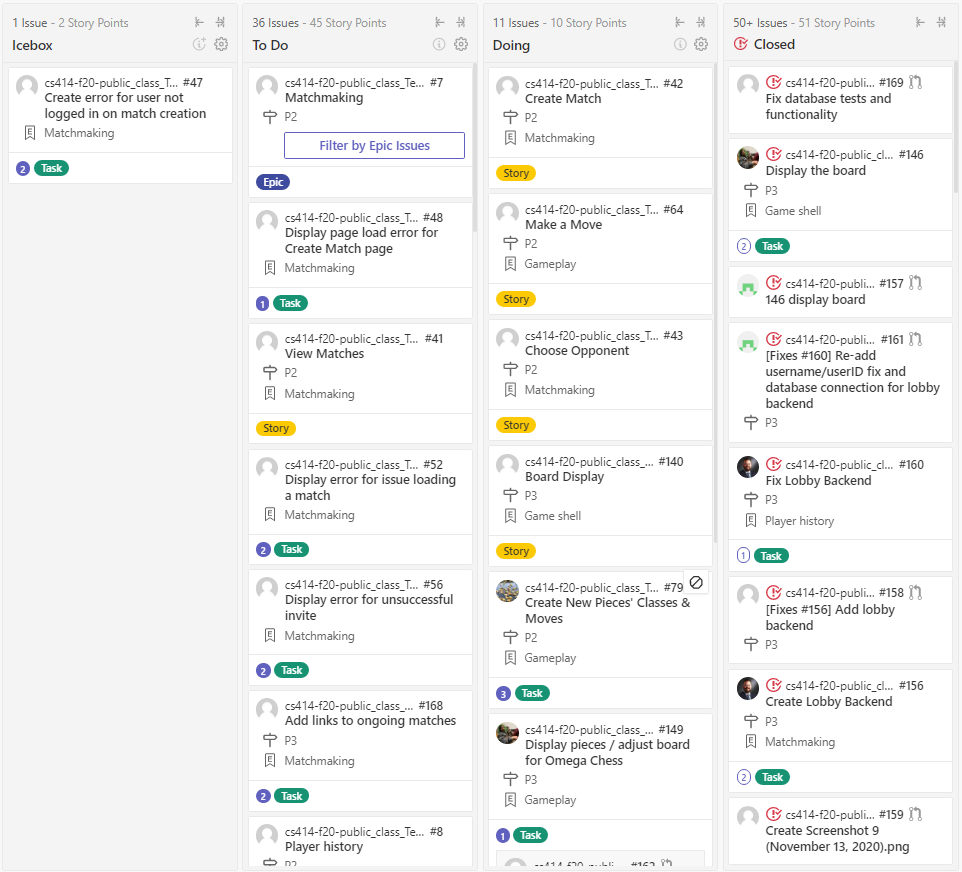 1 Issue - 2 Story Points
Icebox
cs414-f20-public_class_T... #47
Create error for user not
logged in on match creation
Matchmaking
2 Task
36 Issues - 45 Story Points
To Do
cs414-f20-public_class_Te... #7
Matchmaking
P2
Filter by Epic Issues
Epic
cs414-f20-public_class_T... #48
Display page load error for
Create Match page
Matchmaking
1 Task
cs414-f20-public_class_T... #41
View Matches
P2
Matchmaking
Story
cs414-f20-public_class_T... #52
Display error for issue loading
a match
Matchmaking
2 Task
cs414-f20-public_class_T... #56
Display error for unsuccessful
invite
Matchmaking
2 Task
cs414-f20-public_class_... #168
Add links to ongoing matches
P3
Matchmaking
2 Task
cs414-f20-public_class_Te... #8
Player history
P2
11 Issues - 10 Story Points
Doing
cs414-f20-public_class_T... #42
Create Match
P2
Matchmaking
Story
cs414-f20-public_class_T... #64
Make a Move
P2
Gameplay
Story
cs414-f20-public_class_T... #43
Choose Opponent
P2
Matchmaking
Story
cs414-f20-public_class_... #140
Board Display
P3
Game shell
Story
cs414-f20-public_class_T... #79
Create New Pieces' Classes &
Moves
P2
Gameplay
3 Task
cs414-f20-public_class_... #149
Display pieces / adjust board
for Omega Chess
P3
Gameplay
1 Task
cs414-f20-publi...
50+ Issues - 51 Story Points
Closed
cs414-f20-publi... #169
Fix database tests and
functionality
cs414-f20-public_cl... #146
Display the board
P3
Game shell
2 Task
cs414-f20-publi... #157
146 display board
cs414-f20-publi... #161
[Fixes #160] Re-add
username/userID fix and
database connection for lobby
backend
P3
cs414-f20-public_cl... #160
Fix Lobby Backend
P3
Player history
1 Task
cs414-f20-publi... #158
[Fixes #156] Add lobby
backend
P3
cs414-f20-public_cl... #156
Create Lobby Backend
P3
Matchmaking
2 Task
cs414-f20-publi... #159
Create Screenshot 9
(November 13, 2020).png